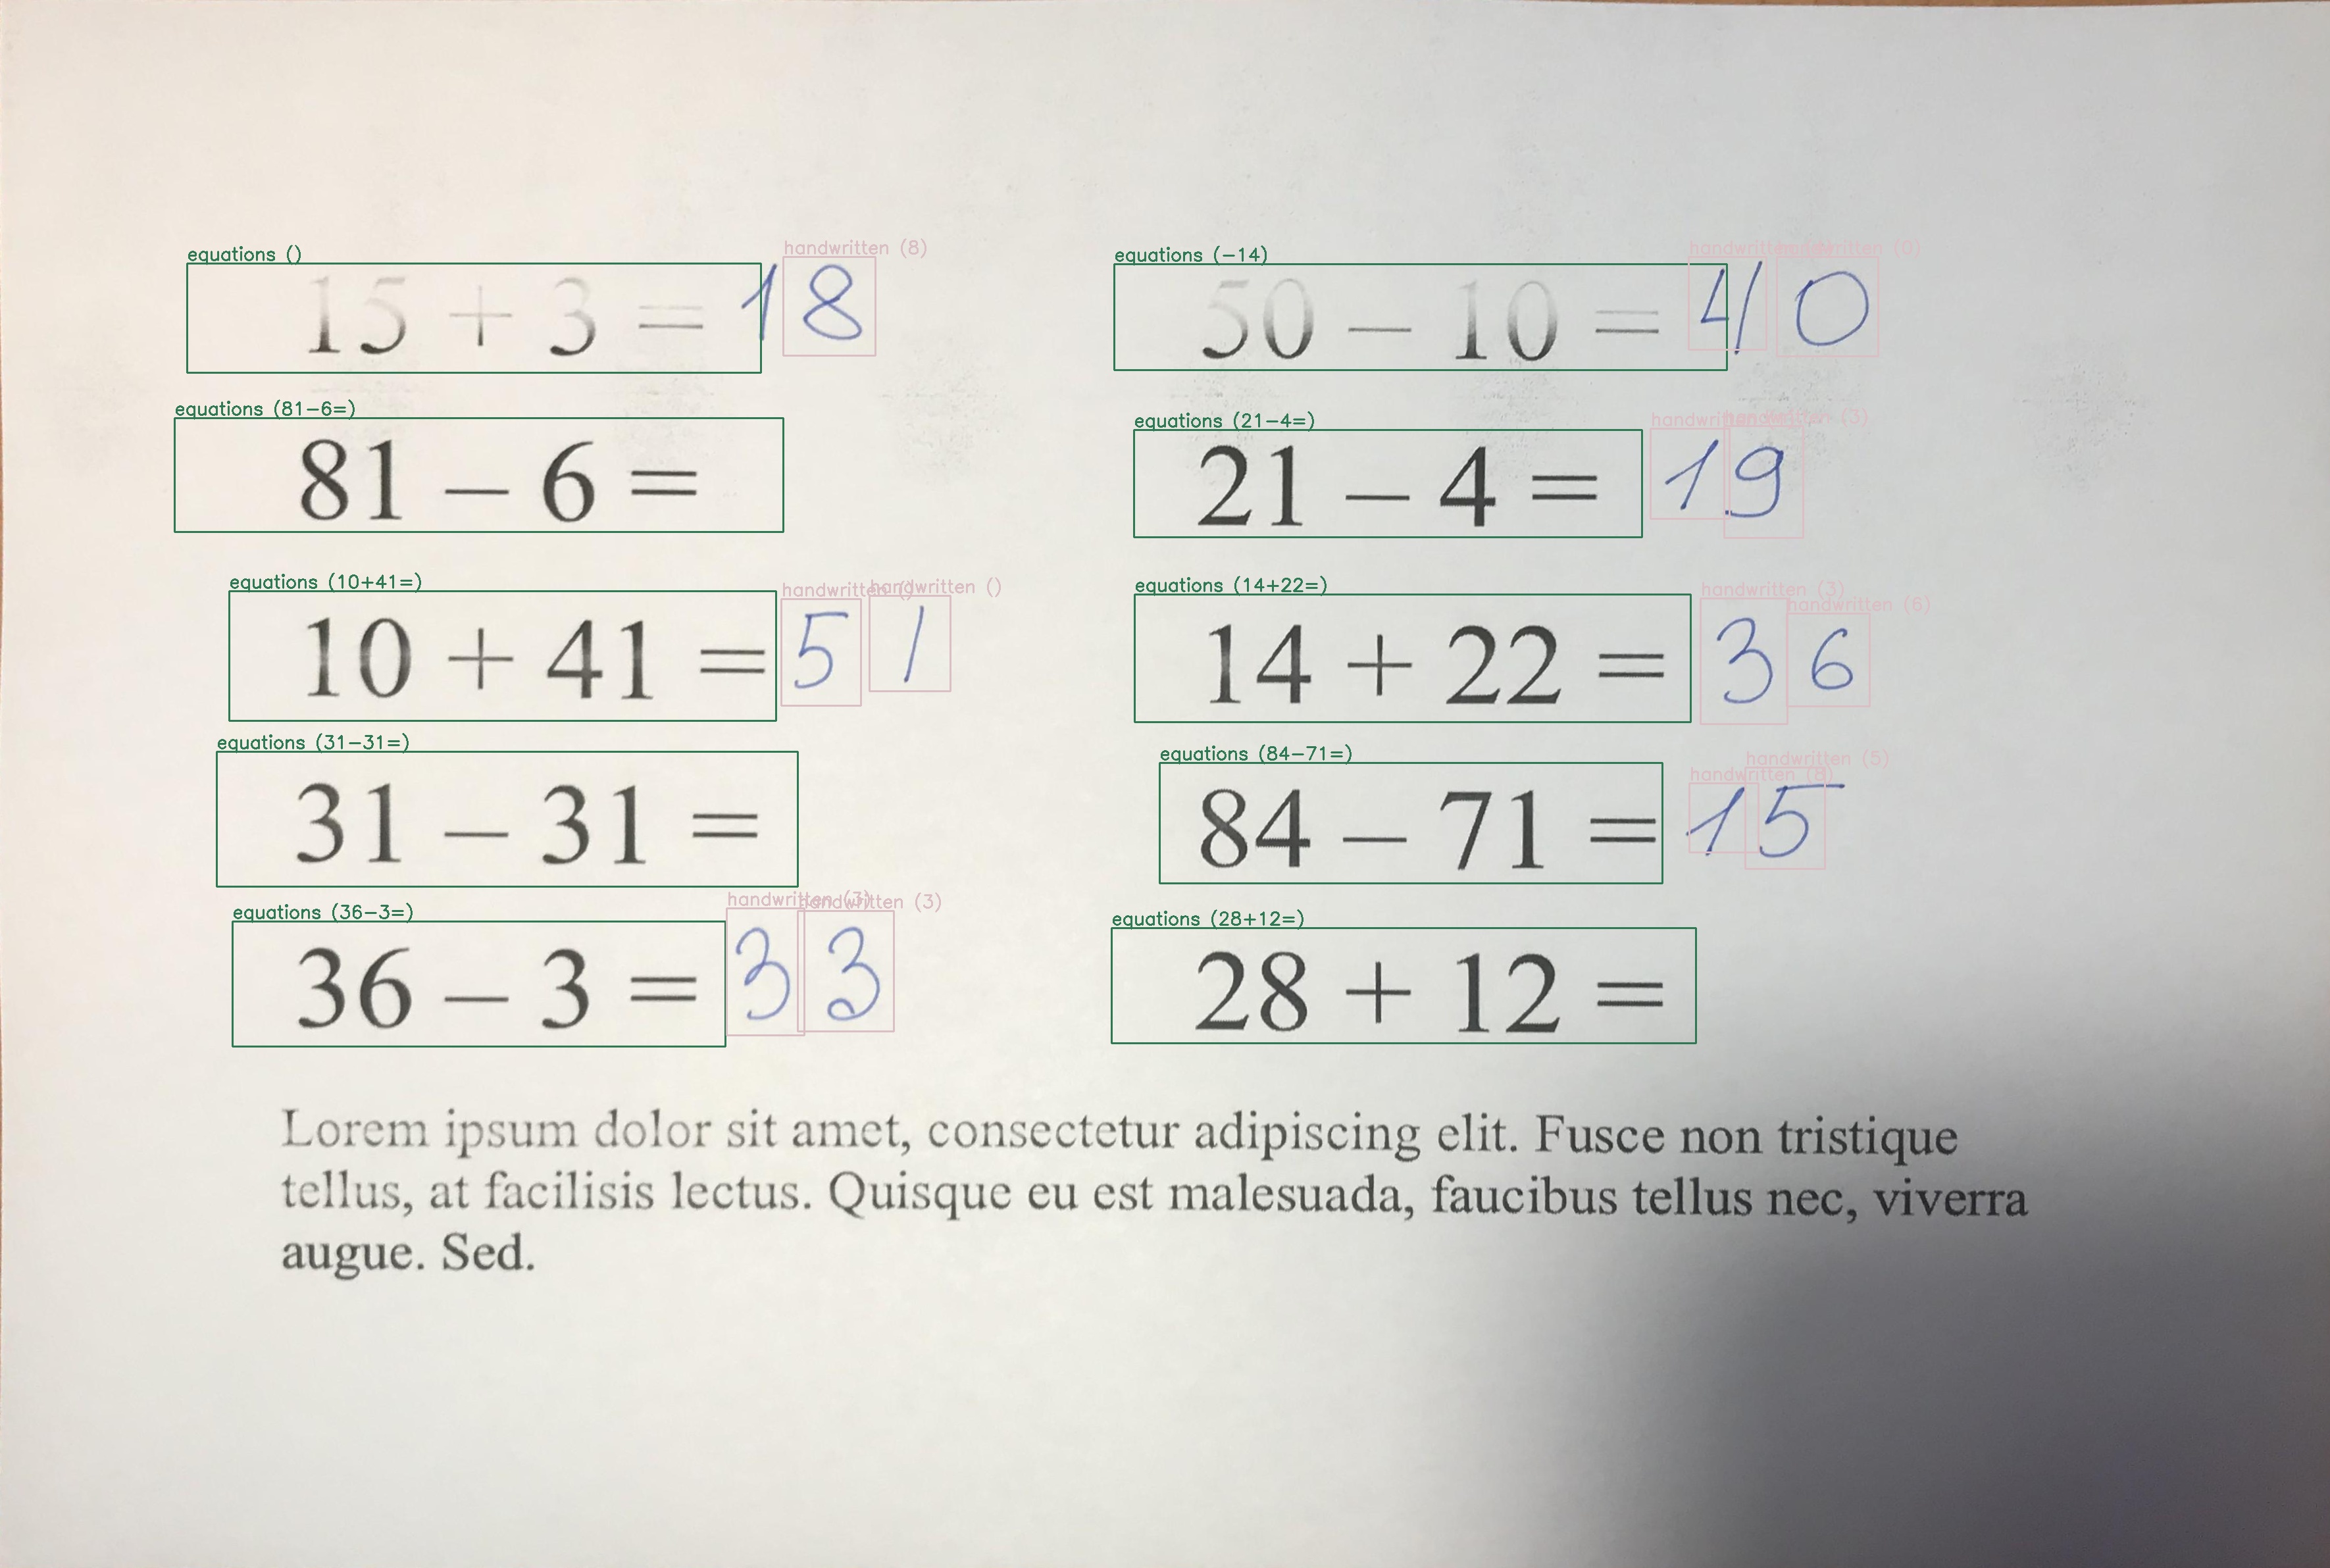 equations () handwritten (8) equations (-14) handwritten handwritten (0)
15 + 3 = 18 50 – 10 = 40
equations (81-6=) equations (21-4=) handwritten handwritten (3)
81 – 6 = 21 – 4 = 19
equations (10+41=) handwritten () handwritten () equations (14+22=) handwritten (3) handwritten (6)
10 + 41 = 51 14 + 22 = 36
equations (31-31=) equations (84-71=) handwritten (8) handwritten (5)
31 – 31 = 84 – 71 = 15
equations (36-3=) handwritten (3) handwritten (3) equations (28+12=)
36 – 3 = 33 28 + 12 =
Lorem ipsum dolor sit amet, consectetur adipiscing elit. Fusce non tristique
tellus, at facilisis lectus. Quisque eu est malesuada, faucibus tellus nec, viverra
augue. Sed.